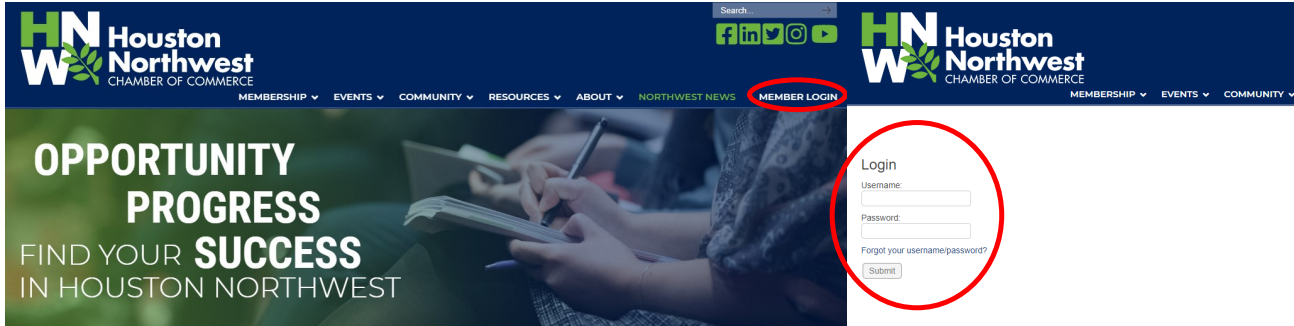 Search...
HN
W
Houston
Northwest
CHAMBER OF COMMERCE
MEMBERSHIP EVENTS COMMUNITY RESOURCES ABOUT NORTHWEST NEWS MEMBER LOGIN
OPPORTUNITY
PROGRESS
FIND YOUR SUCCESS
IN HOUSTON NORTHWEST
HN
W
Houston
Northwest
CHAMBER OF COMMERCE
MEMBERSHIP EVENTS COMMUNITY
Login
Username:
Password:
Forgot your username/password?
Submit